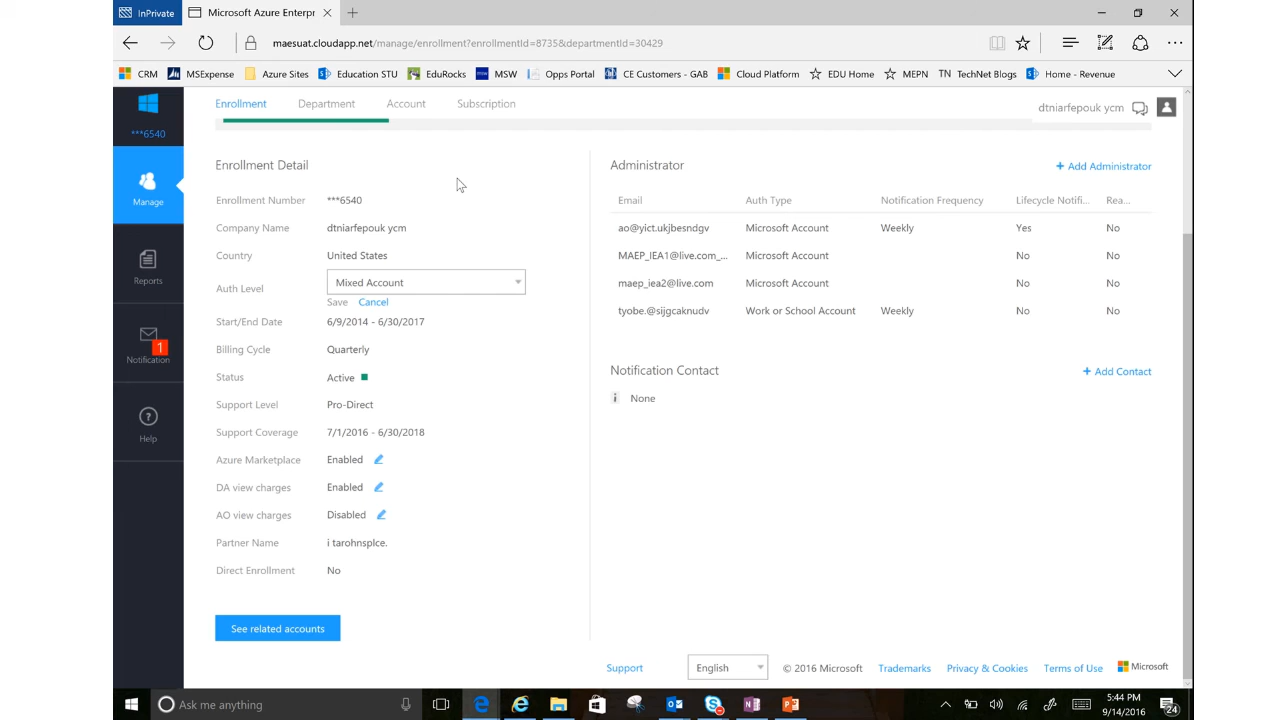 InPrivate
Microsoft Azure Enterpr
maesuat.cloudapp.net/manage/enrollment?enrollmentId=8735&departmentId=30429
CRM MSExpense Azure Sites Education STU EduRocks MSW Opps Portal CE Customers - GAB Cloud Platform EDU Home MEPN TN TechNet Blogs Home - Revenue
***6540
Manage
Reports
1
Notification
Help
Enrollment Department Account Subscription
dtniarfepouk ycm
Enrollment Detail
Enrollment Number ***6540
Company Name dtniarfepouk ycm
Country United States
Auth Level Mixed Account
Save Cancel
Start/End Date 6/9/2014 - 6/30/2017
Billing Cycle Quarterly
Status Active
Support Level Pro-Direct
Support Coverage 7/1/2016 - 6/30/2018
Azure Marketplace Enabled
DA view charges Enabled
AO view charges Disabled
Partner Name i tarohnsplce.
Direct Enrollment No
See related accounts
Administrator + Add Administrator
Email Auth Type Notification Frequency Lifecycle Notifi... Rea...
ao@yict.ukjbesndgv Microsoft Account Weekly Yes No
MAEP_IEA1@live.com_... Microsoft Account No No
maep_iea2@live.com Microsoft Account No No
tyobe.@sijgcaknudv Work or School Account Weekly No No
Notification Contact + Add Contact
None
Support English © 2016 Microsoft Trademarks Privacy & Cookies Terms of Use Microsoft
Ask me anything
5:44 PM
9/14/2016
24